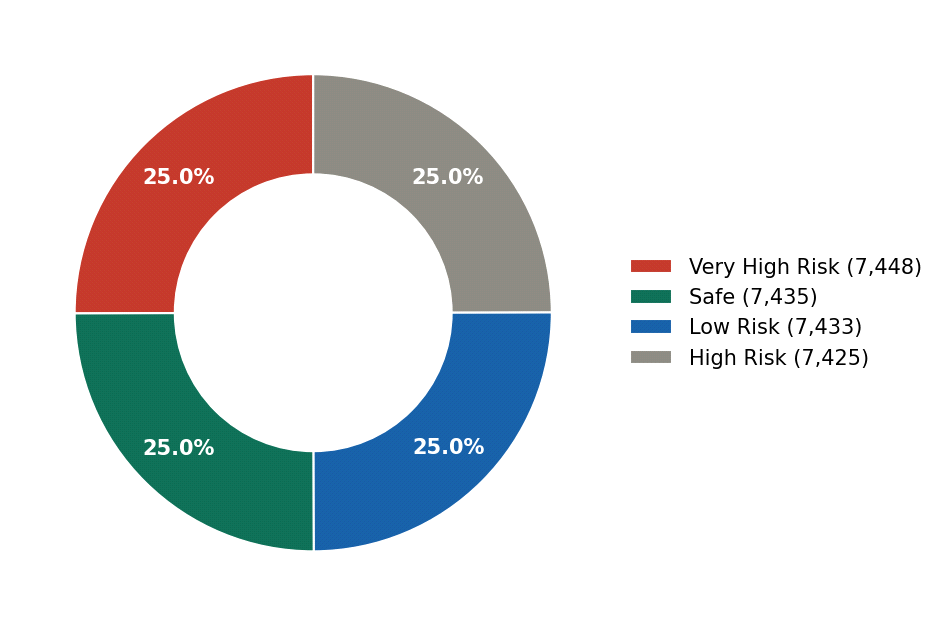 25.0%
25.0%
25.0%
25.0%
Very High Risk (7,448)
Safe (7,435)
Low Risk (7,433)
High Risk (7,425)